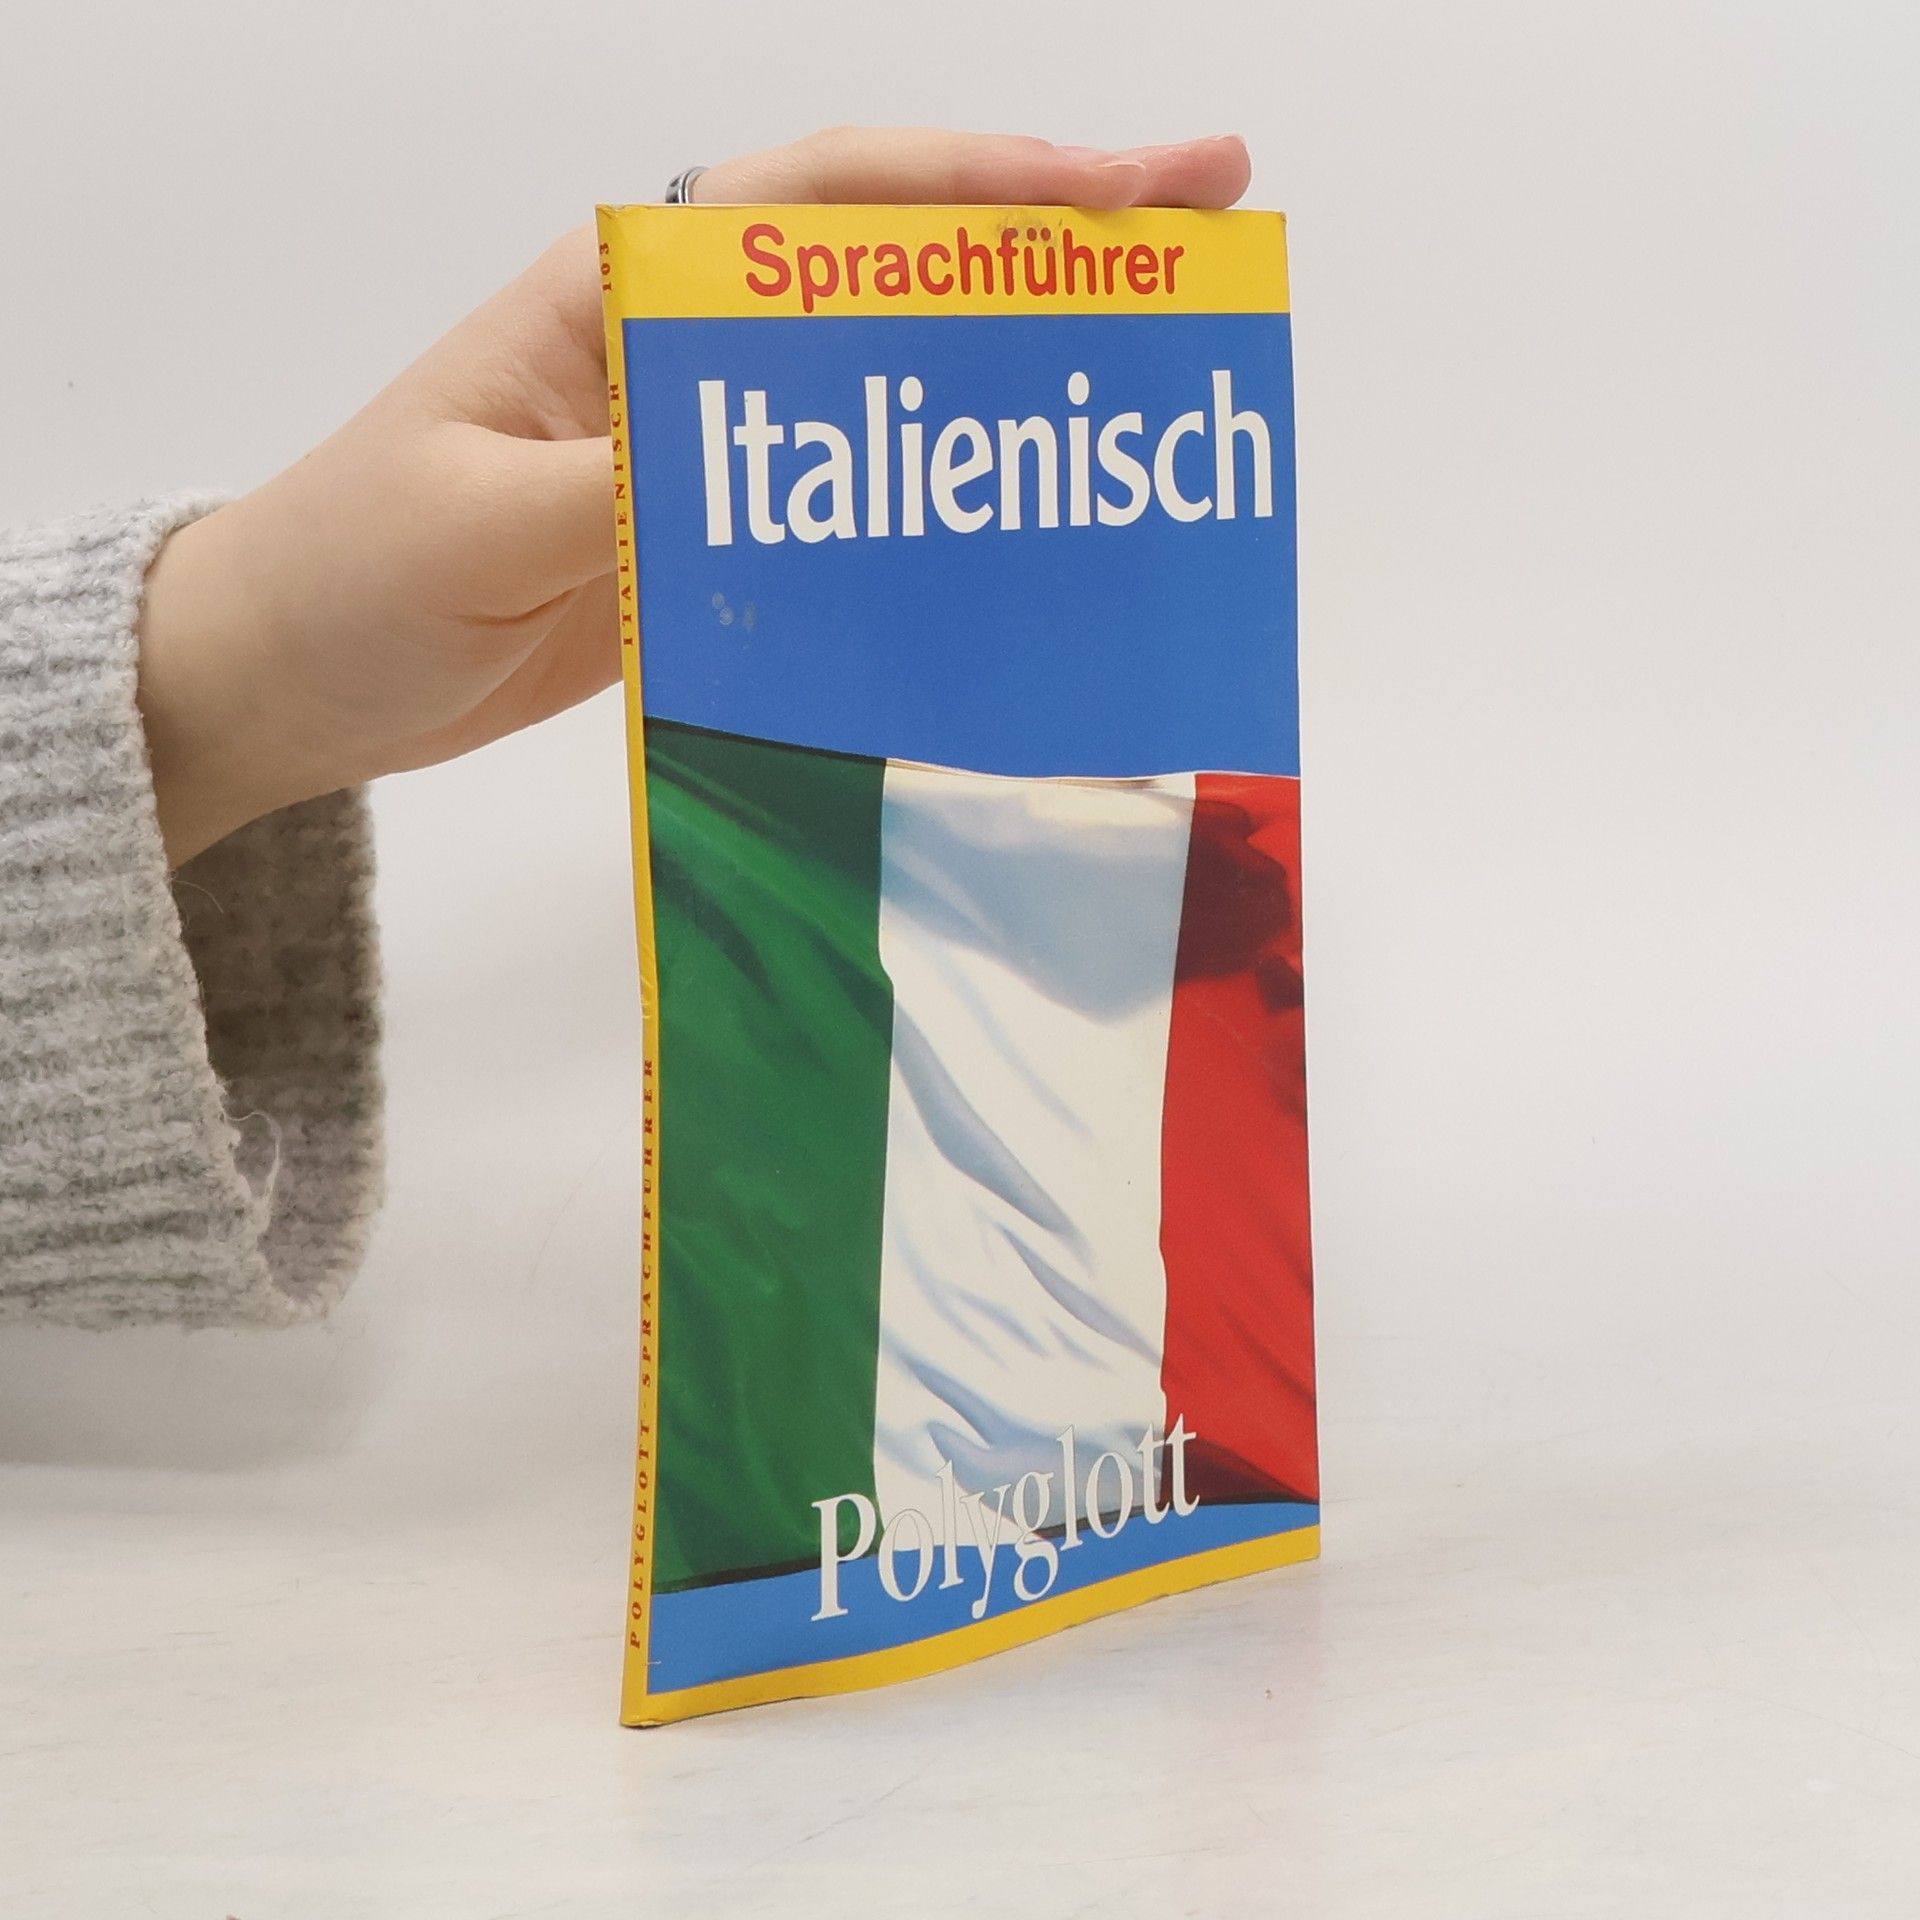 Sprachführer
Italienisch
Polyglott
POLYGLOTT-SPRACHFÜHRER ITALIENISCH 103